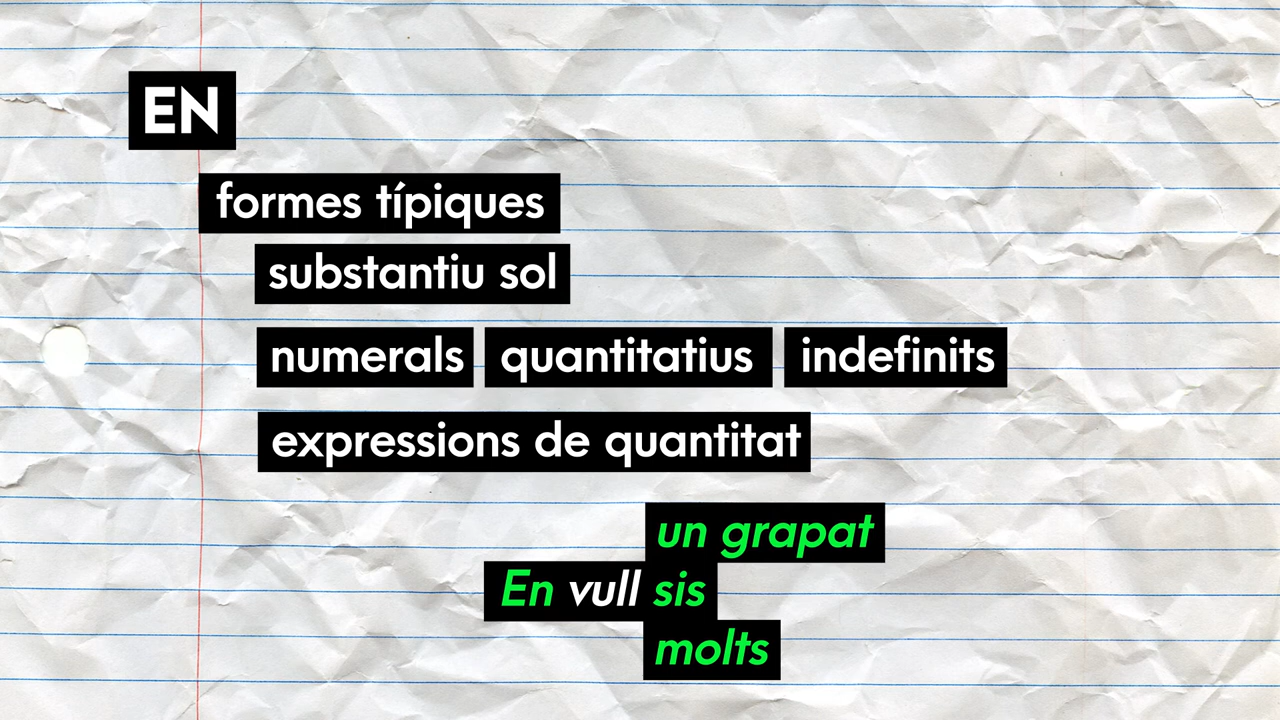 EN
formes típiques
substantiu sol
numerals quantitatius indefinits
expressions de quantitat
un grapat
En vull sis
molts